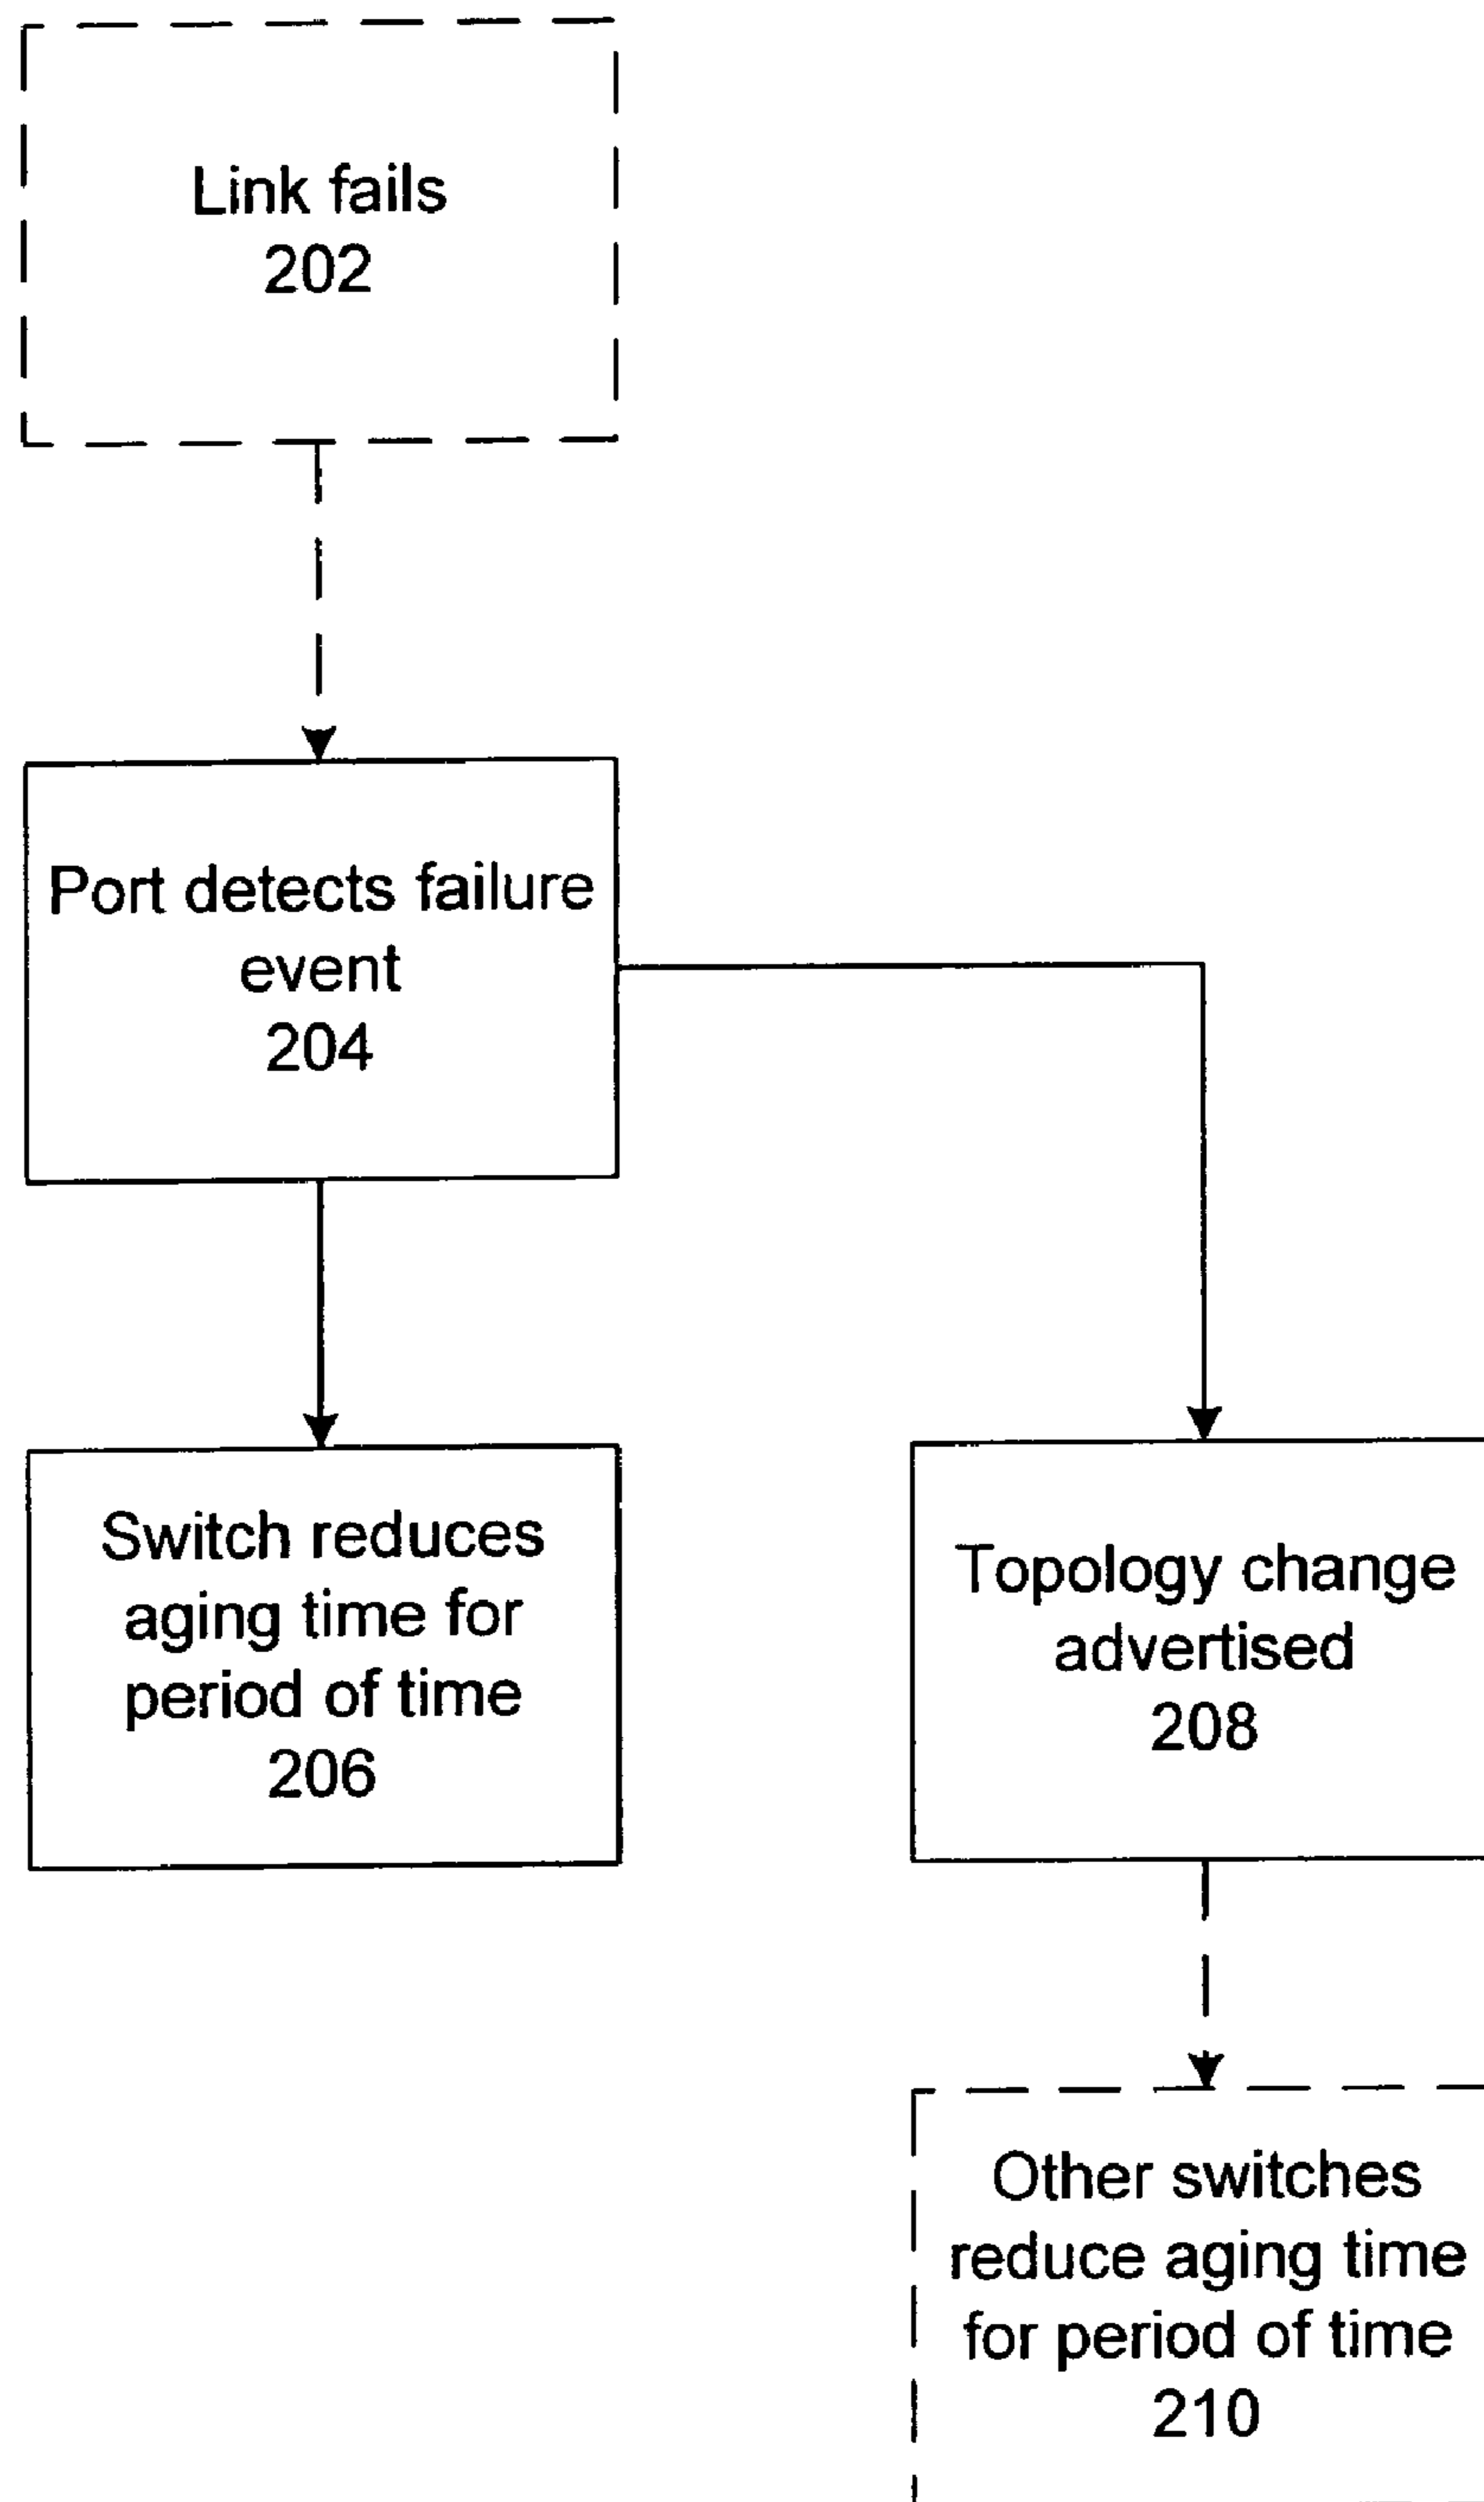 Link fails
202
Port detects failure
event
204
Switch reduces
aging time for
period of time
206
Topology change
advertised
208
Other switches
reduce aging time
for period of time
210